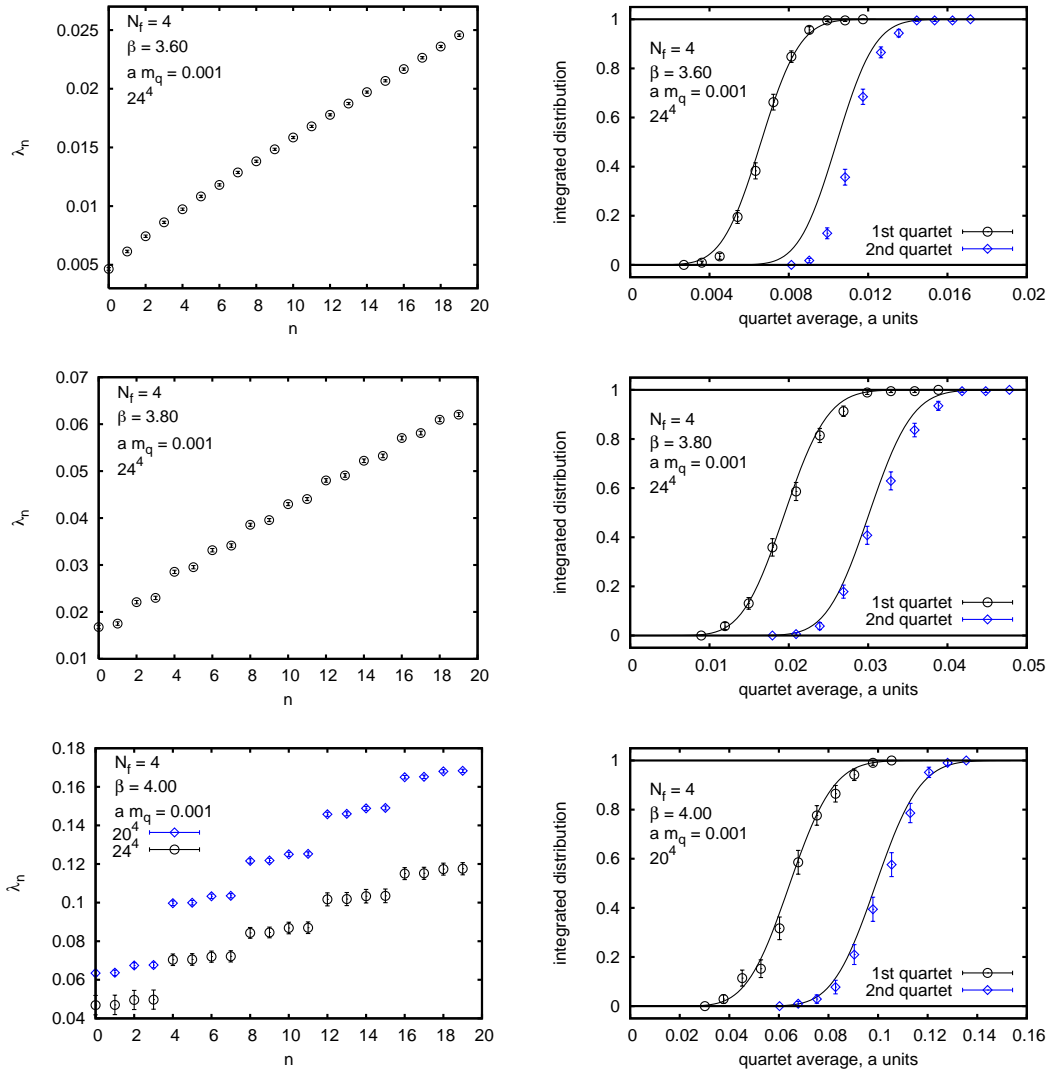 N_f = 4
β = 3.60
a m_q = 0.001
24^4
0.025
0.02
0.015
0.01
0.005
λ_n
0 2 4 6 8 10 12 14 16 18 20
n
N_f = 4
β = 3.60
a m_q = 0.001
24^4
1
0.8
0.6
0.4
0.2
0
integrated distribution
1st quartet
2nd quartet
0 0.004 0.008 0.012 0.016 0.02
quartet average, a units
N_f = 4
β = 3.80
a m_q = 0.001
24^4
0.07
0.06
0.05
0.04
0.03
0.02
0.01
λ_n
0 2 4 6 8 10 12 14 16 18 20
n
N_f = 4
β = 3.80
a m_q = 0.001
24^4
1
0.8
0.6
0.4
0.2
0
integrated distribution
1st quartet
2nd quartet
0 0.01 0.02 0.03 0.04 0.05
quartet average, a units
N_f = 4
β = 4.00
a m_q = 0.001
20^4
24^4
0.18
0.16
0.14
0.12
0.1
0.08
0.06
0.04
λ_n
0 2 4 6 8 10 12 14 16 18 20
n
N_f = 4
β = 4.00
a m_q = 0.001
20^4
1
0.8
0.6
0.4
0.2
0
integrated distribution
1st quartet
2nd quartet
0 0.02 0.04 0.06 0.08 0.1 0.12 0.14 0.16
quartet average, a units